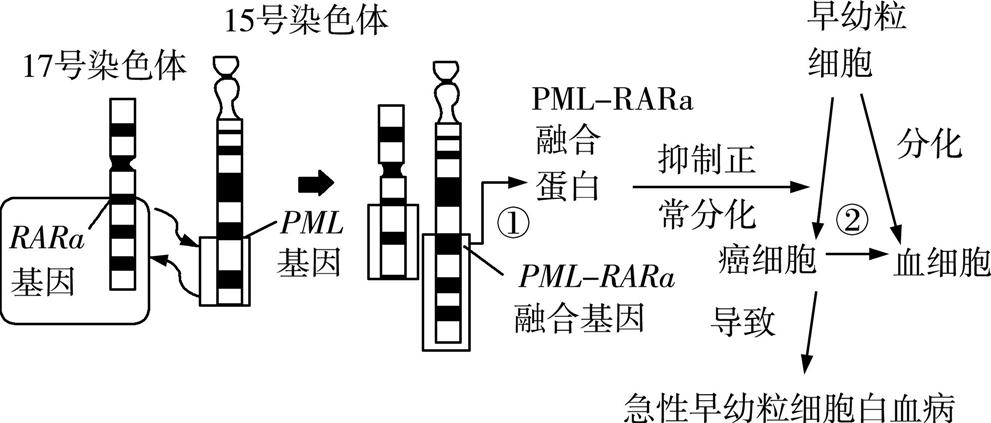 15号染色体
17号染色体
RARa
基因
PML
基因
PML-RARa
融合
蛋白
①
PML-RARa
融合基因
抑制正
常分化
早幼粒
细胞
分化
②
癌细胞
血细胞
导致
急性早幼粒细胞白血病